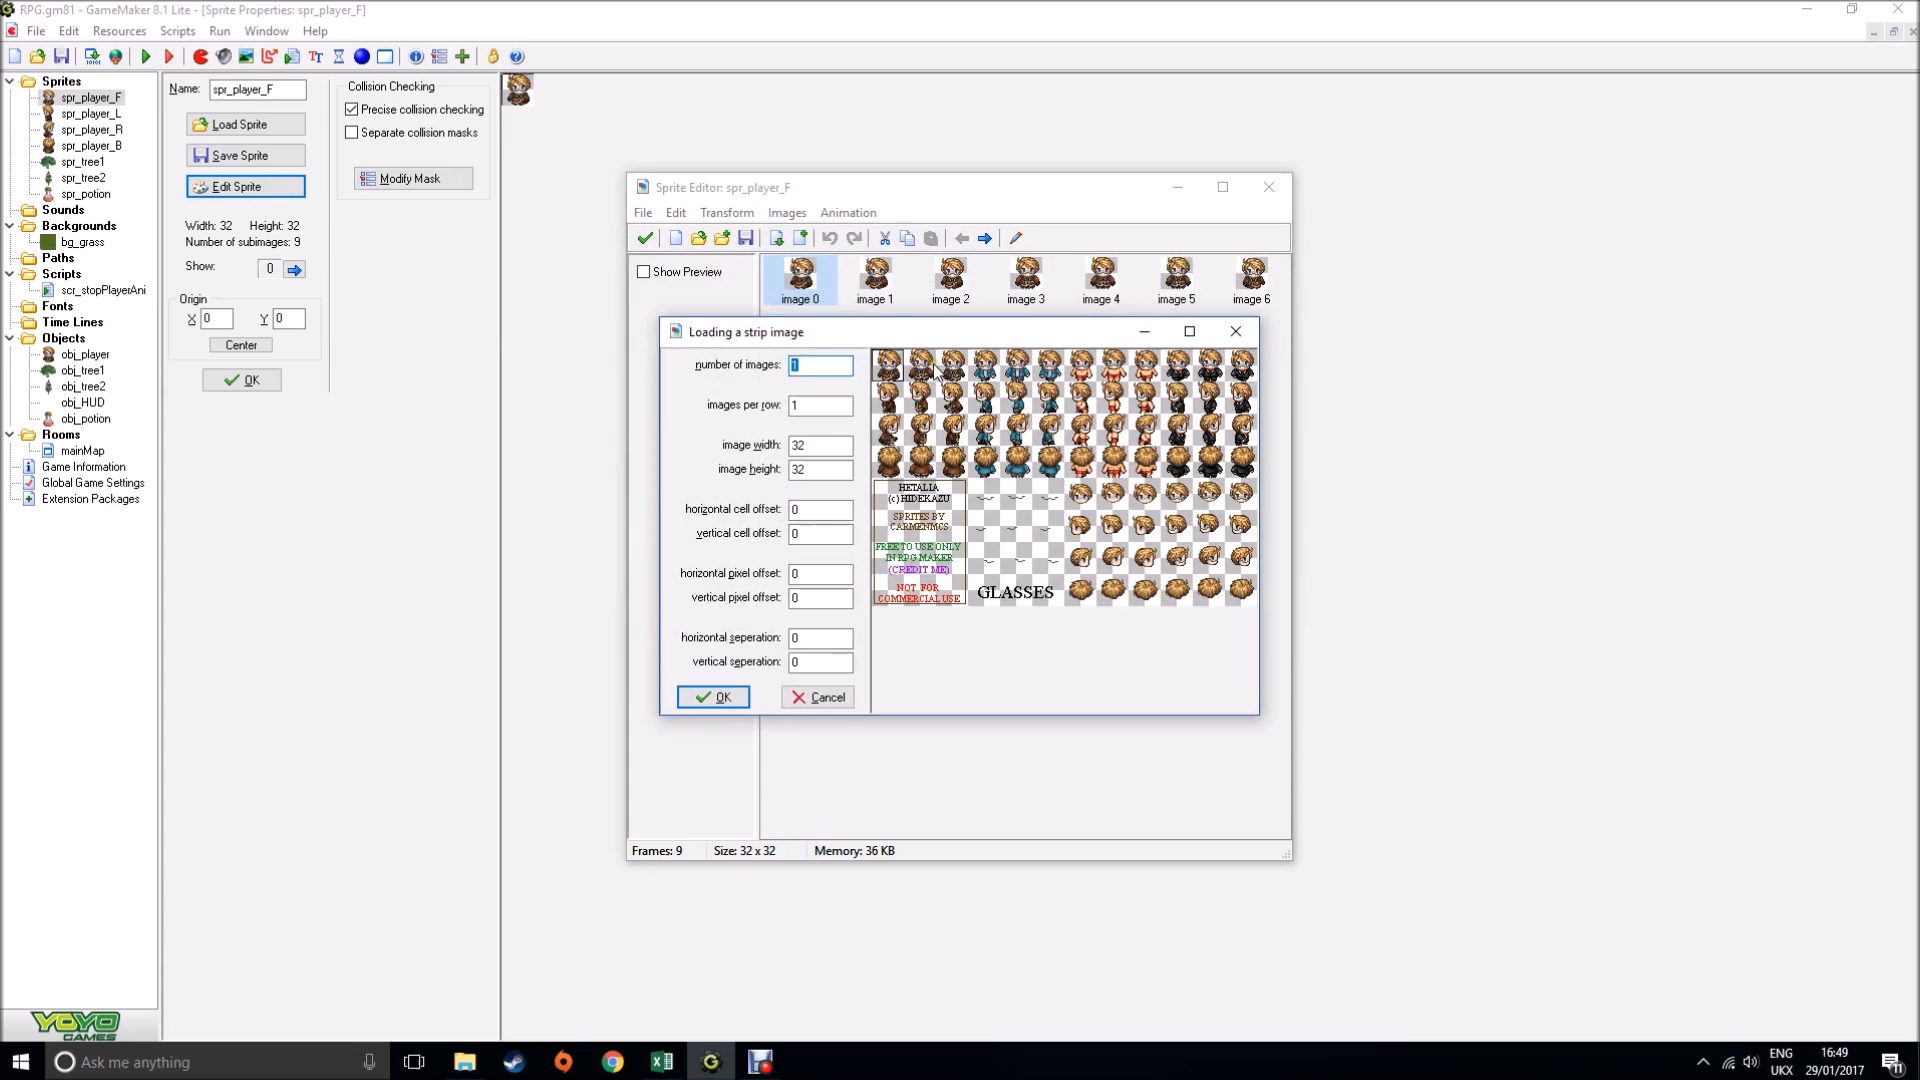 RPG.gm81 - GameMaker 8.1 Lite - [Sprite Properties: spr_player_F]
File Edit Resources Scripts Run Window Help
Sprites
spr_player_F
spr_player_L
spr_player_R
spr_player_B
spr_tree1
spr_tree2
spr_potion
Sounds
Backgrounds
bg_grass
Paths
Scripts
scr_stopPlayerAni
Fonts
Time Lines
Objects
obj_player
obj_tree1
obj_tree2
obj_HUD
obj_potion
Rooms
mainMap
Game Information
Global Game Settings
Extension Packages
YOYO
GAMES
Name: spr_player_F
Load Sprite
Save Sprite
Edit Sprite
Width: 32 Height: 32
Number of subimages: 9
Show: 0
Origin
X 0 Y 0
Center
OK
Collision Checking
Precise collision checking
Separate collision masks
Modify Mask
Sprite Editor: spr_player_F
File Edit Transform Images Animation
Show Preview
image 0 image 1 image 2 image 3 image 4 image 5 image 6
Loading a strip image
number of images: 1
images per row: 1
image width: 32
image height: 32
horizontal cell offset: 0
vertical cell offset: 0
horizontal pixel offset: 0
vertical pixel offset: 0
horizontal seperation: 0
vertical seperation: 0
OK Cancel
HETALIA
(c) HIDEKAZU
SPRITES BY
CARMENMCS
FREE TO USE ONLY
IN RPG MAKER
(CREDIT ME)
NOT FOR
COMMERCIAL USE
GLASSES
Frames: 9 Size: 32 x 32 Memory: 36 KB
Ask me anything
ENG
UKX
16:49
29/01/2017
11